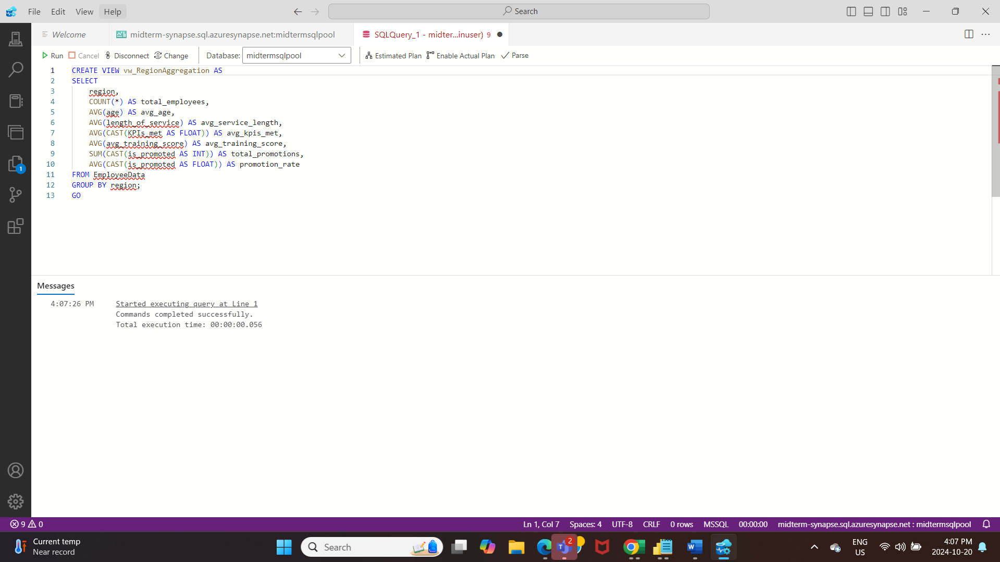 File Edit View Help
Search
Welcome
midterm-synapse.sql.azuresynapse.net:midtermsqlpool
SQLQuery_1 - midter...inuser) 9
Run Cancel Disconnect Change Database: midtermsqlpool Estimated Plan Enable Actual Plan Parse
1 CREATE VIEW vw_RegionAggregation AS
2 SELECT
3 region,
4 COUNT(*) AS total_employees,
5 AVG(age) AS avg_age,
6 AVG(length_of_service) AS avg_service_length,
7 AVG(CAST(KPIs_met AS FLOAT)) AS avg_kpis_met,
8 AVG(avg_training_score) AS avg_training_score,
9 SUM(CAST(is_promoted AS INT)) AS total_promotions,
10 AVG(CAST(is_promoted AS FLOAT)) AS promotion_rate
11 FROM EmployeeData
12 GROUP BY region;
13 GO
1
Messages
4:07:26 PM Started executing query at Line 1
Commands completed successfully.
Total execution time: 00:00:00.056
9 0 Ln 1, Col 7 Spaces: 4 UTF-8 CRLF 0 rows MSSQL 00:00:00 midterm-synapse.sql.azuresynapse.net : midtermsqlpool
Current temp
Near record
Search
2
ENG
US
4:07 PM
2024-10-20